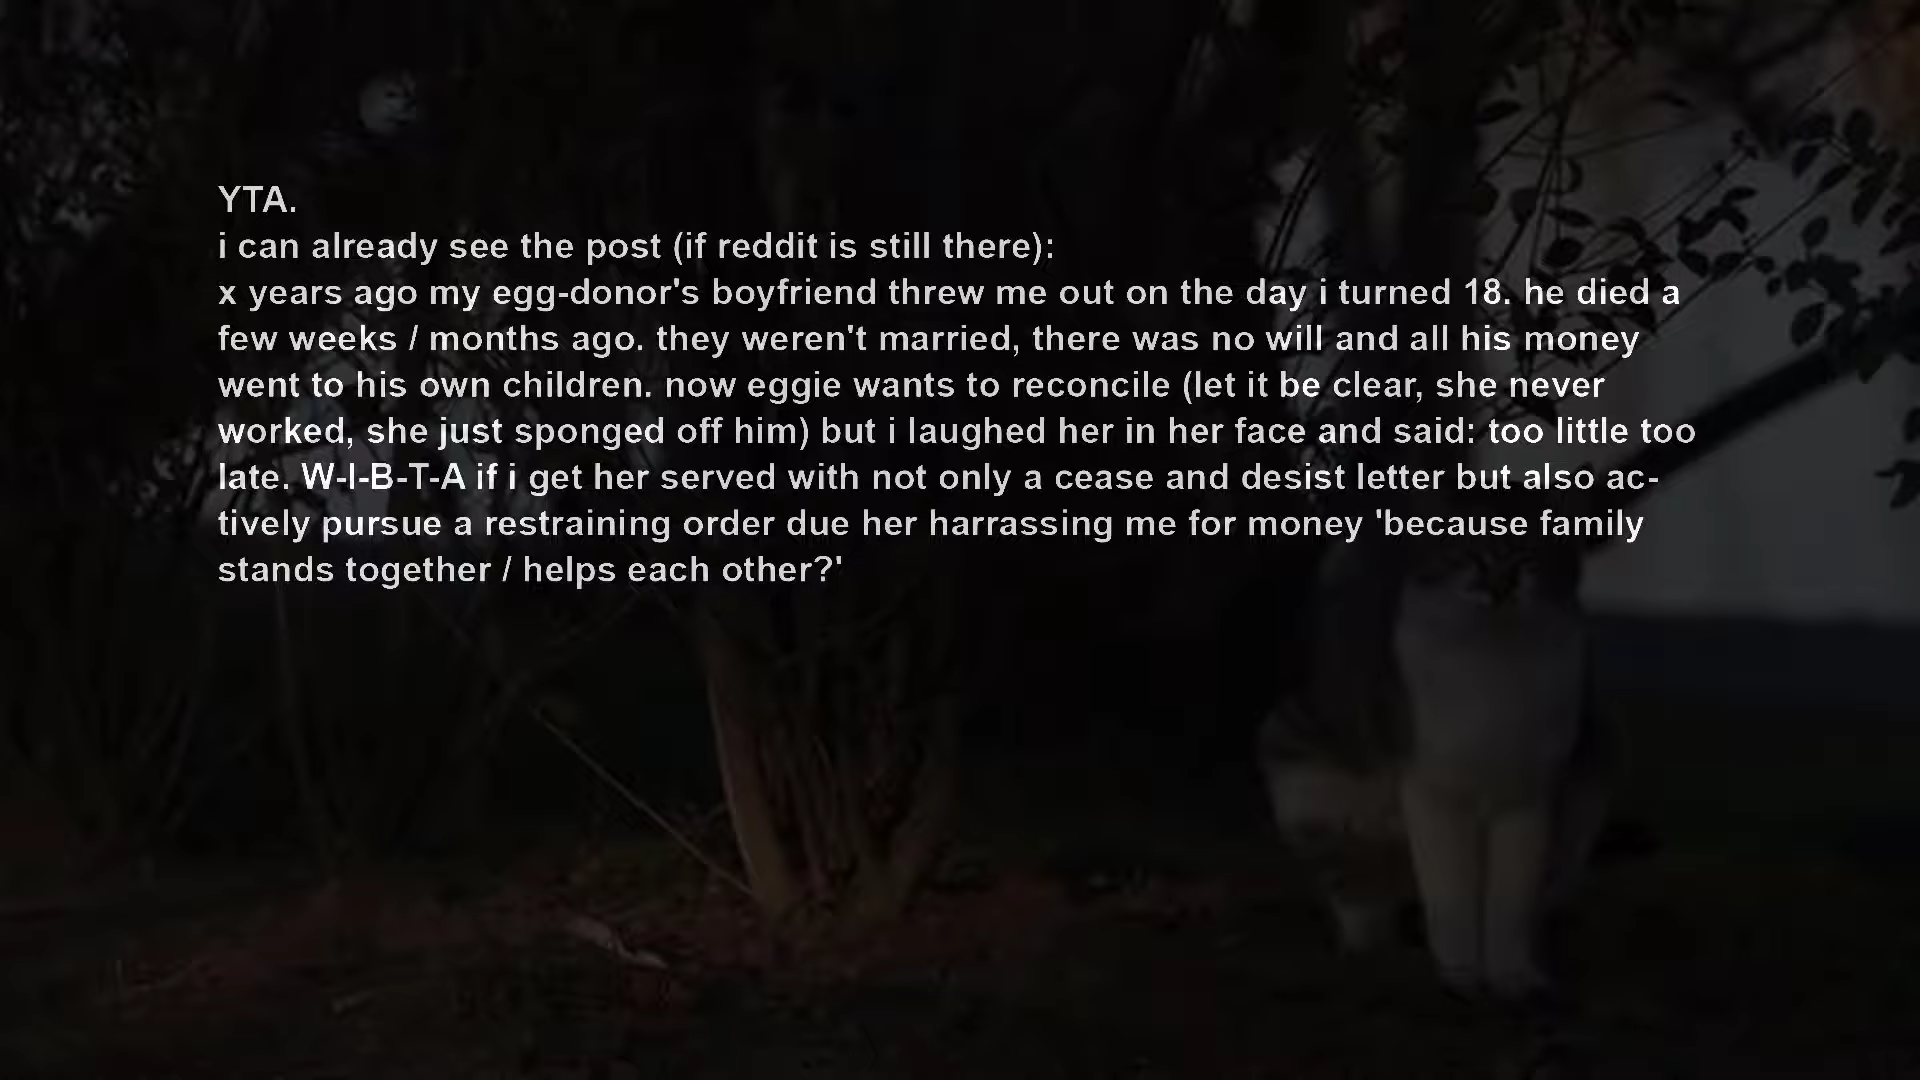 YTA.
i can already see the post (if reddit is still there):
x years ago my egg-donor's boyfriend threw me out on the day i turned 18. he died a
few weeks / months ago. they weren't married, there was no will and all his money
went to his own children. now eggie wants to reconcile (let it be clear, she never
worked, she just sponged off him) but i laughed her in her face and said: too little too
late. W-I-B-T-A if i get her served with not only a cease and desist letter but also ac-
tively pursue a restraining order due her harrassing me for money 'because family
stands together / helps each other?'